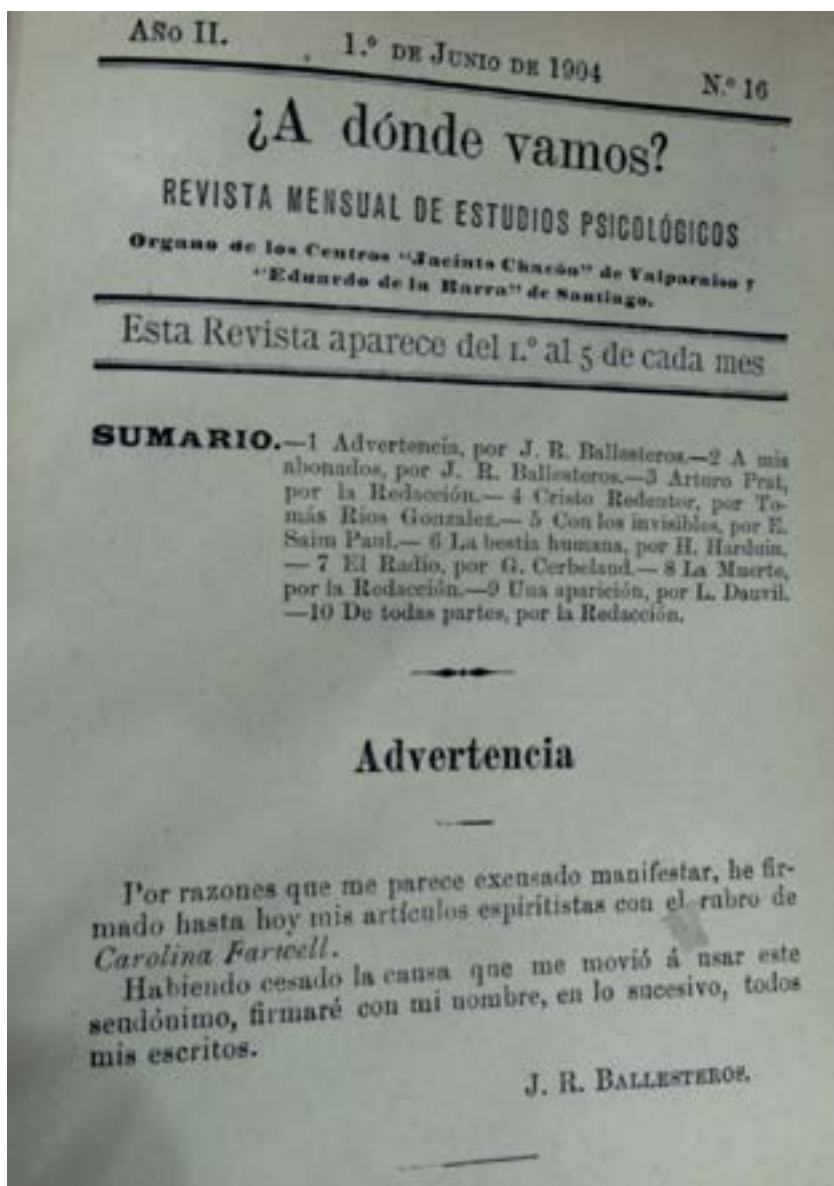 AÑO II.
1.º DE JUNIO DE 1904
N.º 16
¿A dónde vamos?
REVISTA MENSUAL DE ESTUDIOS PSICOLÓGICOS
Organo de los Centros "Jacinto Chacón" de Valparaiso y
"Eduardo de la Barra" de Santiago.
Esta Revista aparece del 1.º al 5 de cada mes
SUMARIO.—1 Advertencia, por J. R. Ballesteros.—2 A mis
abonados, por J. R. Ballesteros.—3 Arturo Prat,
por la Redacción.— 4 Cristo Redentor, por To-
más Rios Gonzalez.— 5 Con los invisibles, por E.
Saim Paul.— 6 La bestia humana, por H. Harduin.
— 7 El Radio, por G. Cerbeland.— 8 La Muerte,
por la Redacción.—9 Una aparición, por L. Dauvil.
—10 De todas partes, por la Redacción.
Advertencia
Por razones que me parece excusado manifestar, he fir-
mado hasta hoy mis artículos espiritistas con el rubro de
Carolina Farwell.
Habiendo cesado la causa que me movió á usar este
sendónimo, firmaré con mi nombre, en lo sucesivo, todos
mis escritos.
J. R. BALLESTEROS.